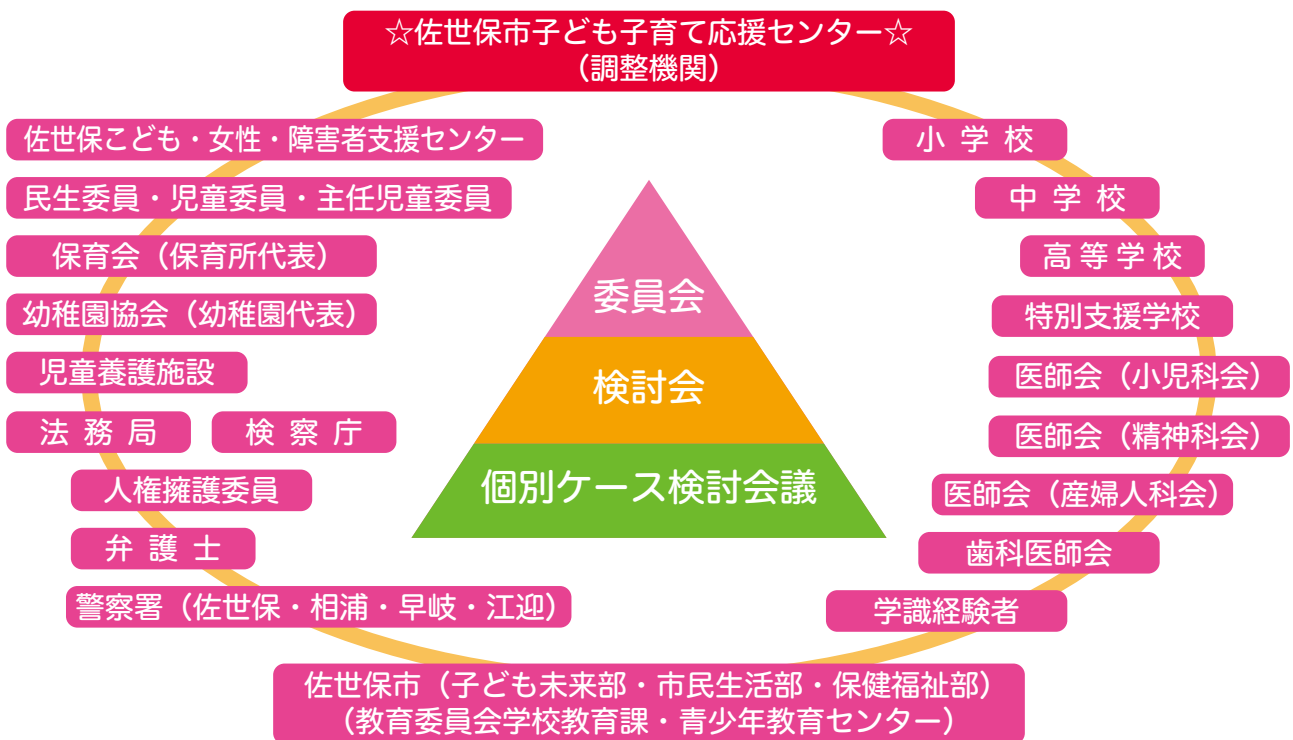 ☆佐世保市子ども子育て応援センター☆
（調整機関）
佐世保こども・女性・障害者支援センター
民生委員・児童委員・主任児童委員
保育会（保育所代表）
幼稚園協会（幼稚園代表）
児童養護施設
法務局
検察庁
人権擁護委員
弁護士
警察署（佐世保・相浦・早岐・江迎）
委員会
検討会
個別ケース検討会議
小学校
中学校
高等学校
特別支援学校
医師会（小児科会）
医師会（精神科会）
医師会（産婦人科会）
歯科医師会
学識経験者
佐世保市（子ども未来部・市民生活部・保健福祉部）
（教育委員会学校教育課・青少年教育センター）